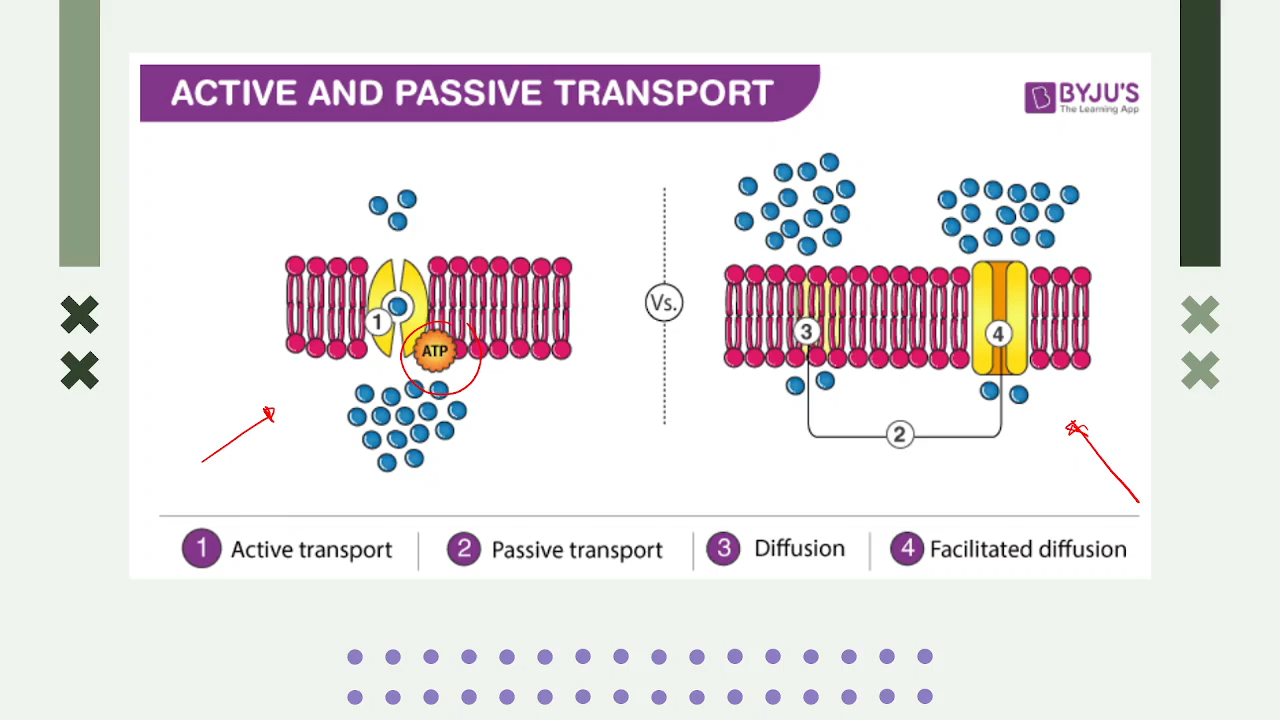 ACTIVE AND PASSIVE TRANSPORT
BYJU'S
The Learning App
Vs.
1
ATP
3
4
2
1 Active transport
2 Passive transport
3 Diffusion
4 Facilitated diffusion